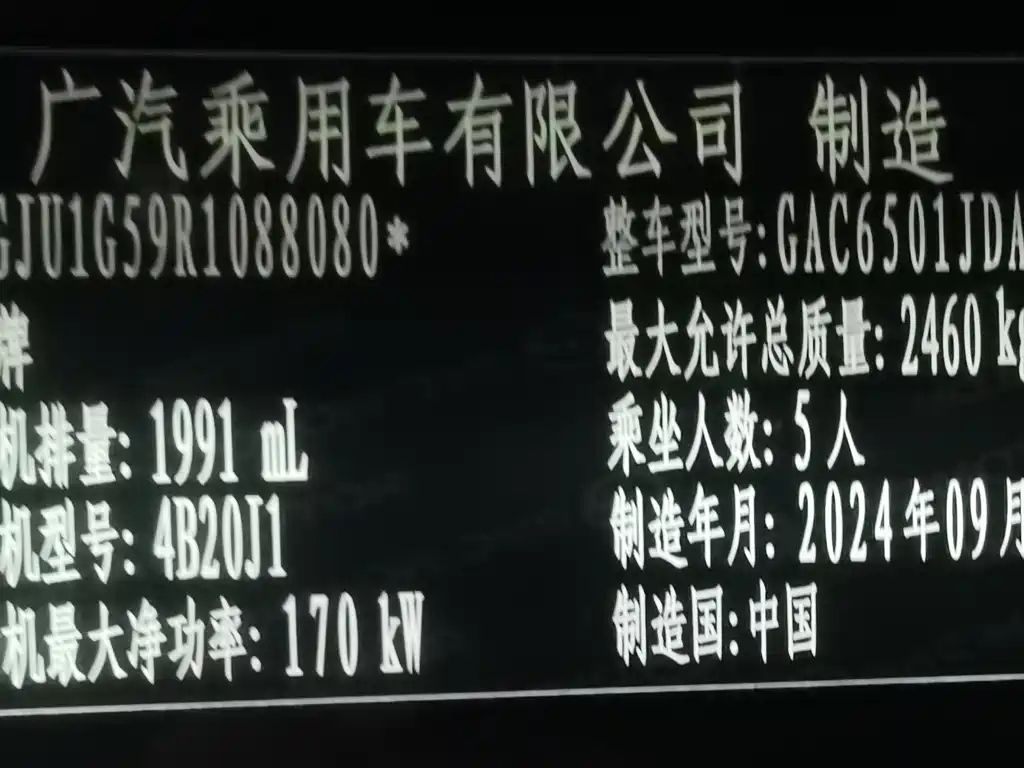 广汽乘用车有限公司 制造
GJU1G59R1088080*
整车型号:GAC6501JDA
牌
最大允许总质量: 2460 kg
机排量: 1991 mL
乘坐人数: 5 人
机型号: 4B20J1
制造年月: 2024年09月
机最大净功率: 170 kW
制造国:中国